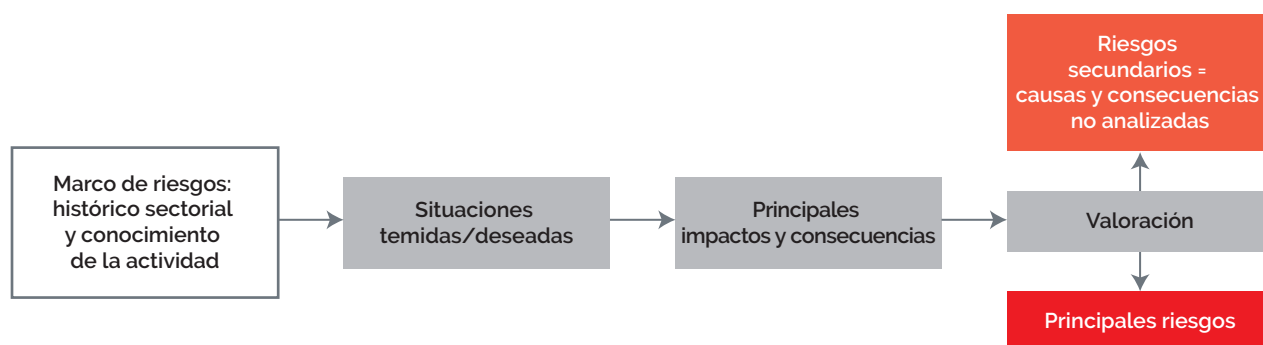 Marco de riesgos:
histórico sectorial
y conocimiento
de la actividad
Situaciones
temidas/deseadas
Principales
impactos y consecuencias
Riesgos
secundarios =
causas y consecuencias
no analizadas
Valoración
Principales riesgos